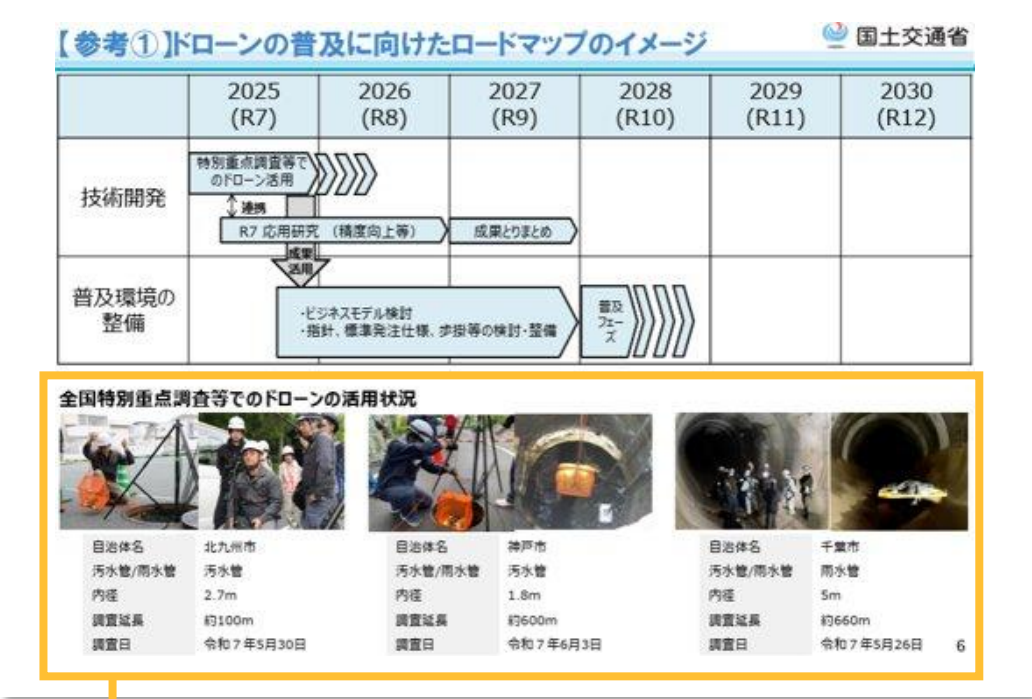 【参考①】ドローンの普及に向けたロードマップのイメージ
国土交通省
2025 2026 2027 2028 2029 2030
(R7) (R8) (R9) (R10) (R11) (R12)
技術開発
特別重点調査等で
のドローン活用
連携
R7 応用研究 (精度向上等)
成果とりまとめ
成果
活用
普及環境の
整備
・ビジネスモデル検討
・指針、標準発注仕様、歩掛等の検討・整備
普及
フェー
ズ
全国特別重点調査等でのドローンの活用状況
自治体名 北九州市
汚水管/雨水管 汚水管
内径 2.7m
調査延長 約100m
調査日 令和7年5月30日
自治体名 神戸市
汚水管/雨水管 汚水管
内径 1.8m
調査延長 約600m
調査日 令和7年6月3日
自治体名 千葉市
汚水管/雨水管 雨水管
内径 5m
調査延長 約660m
調査日 令和7年5月26日
6